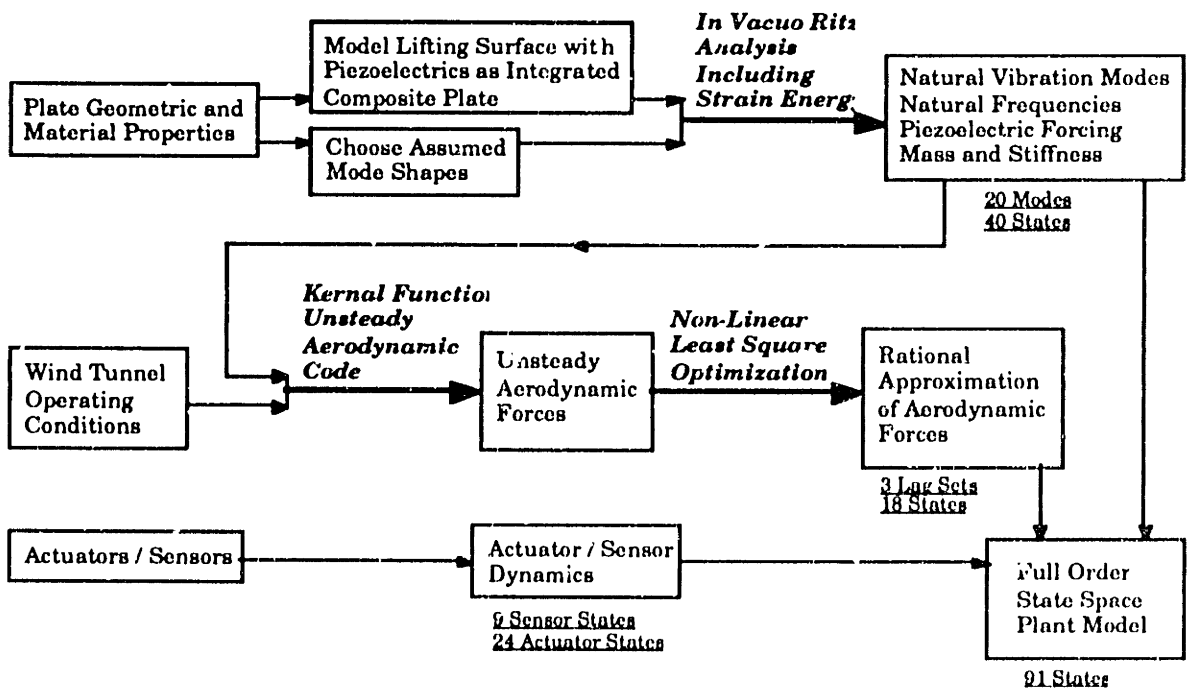 In Vacuo Ritz
Analysis
Including
Strain Energy
Model Lifting Surface with
Piezoelectrics as Integrated
Composite Plate
Plate Geometric and
Material Properties
Choose Assumed
Mode Shapes
Natural Vibration Modes
Natural Frequencies
Piezoelectric Forcing
Mass and Stiffness
20 Modes
40 States
Kernal Function
Unsteady
Aerodynamic
Code
Non-Linear
Least Square
Optimization
Wind Tunnel
Operating
Conditions
Unsteady
Aerodynamic
Forces
Rational
Approximation
of Aerodynamic
Forces
3 Lag Sets
18 States
Actuators / Sensors
Actuator / Sensor
Dynamics
9 Sensor States
24 Actuator States
Full Order
State Space
Plant Model
91 States